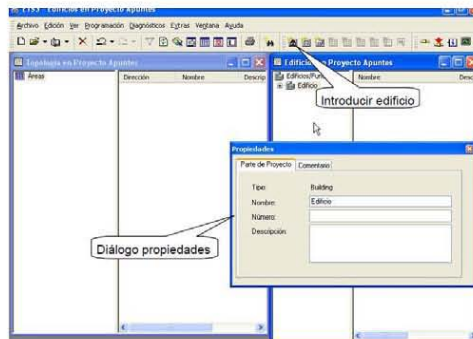 ETS3 - Edificios en Proyecto Apuntes
Archivo Edición Ver Programación Diagnósticos Extras Ventana Ayuda
Topología en Proyecto Apuntes
Edificios en Proyecto Apuntes
Áreas
Dirección Nombre Descrip
Edificios/Fun
Nombre
Edificio
Introducir edificio
Propiedades
Parte de Proyecto Comentario
Tipo: Building
Nombre: Edificio
Número:
Descripción:
Diálogo propiedades